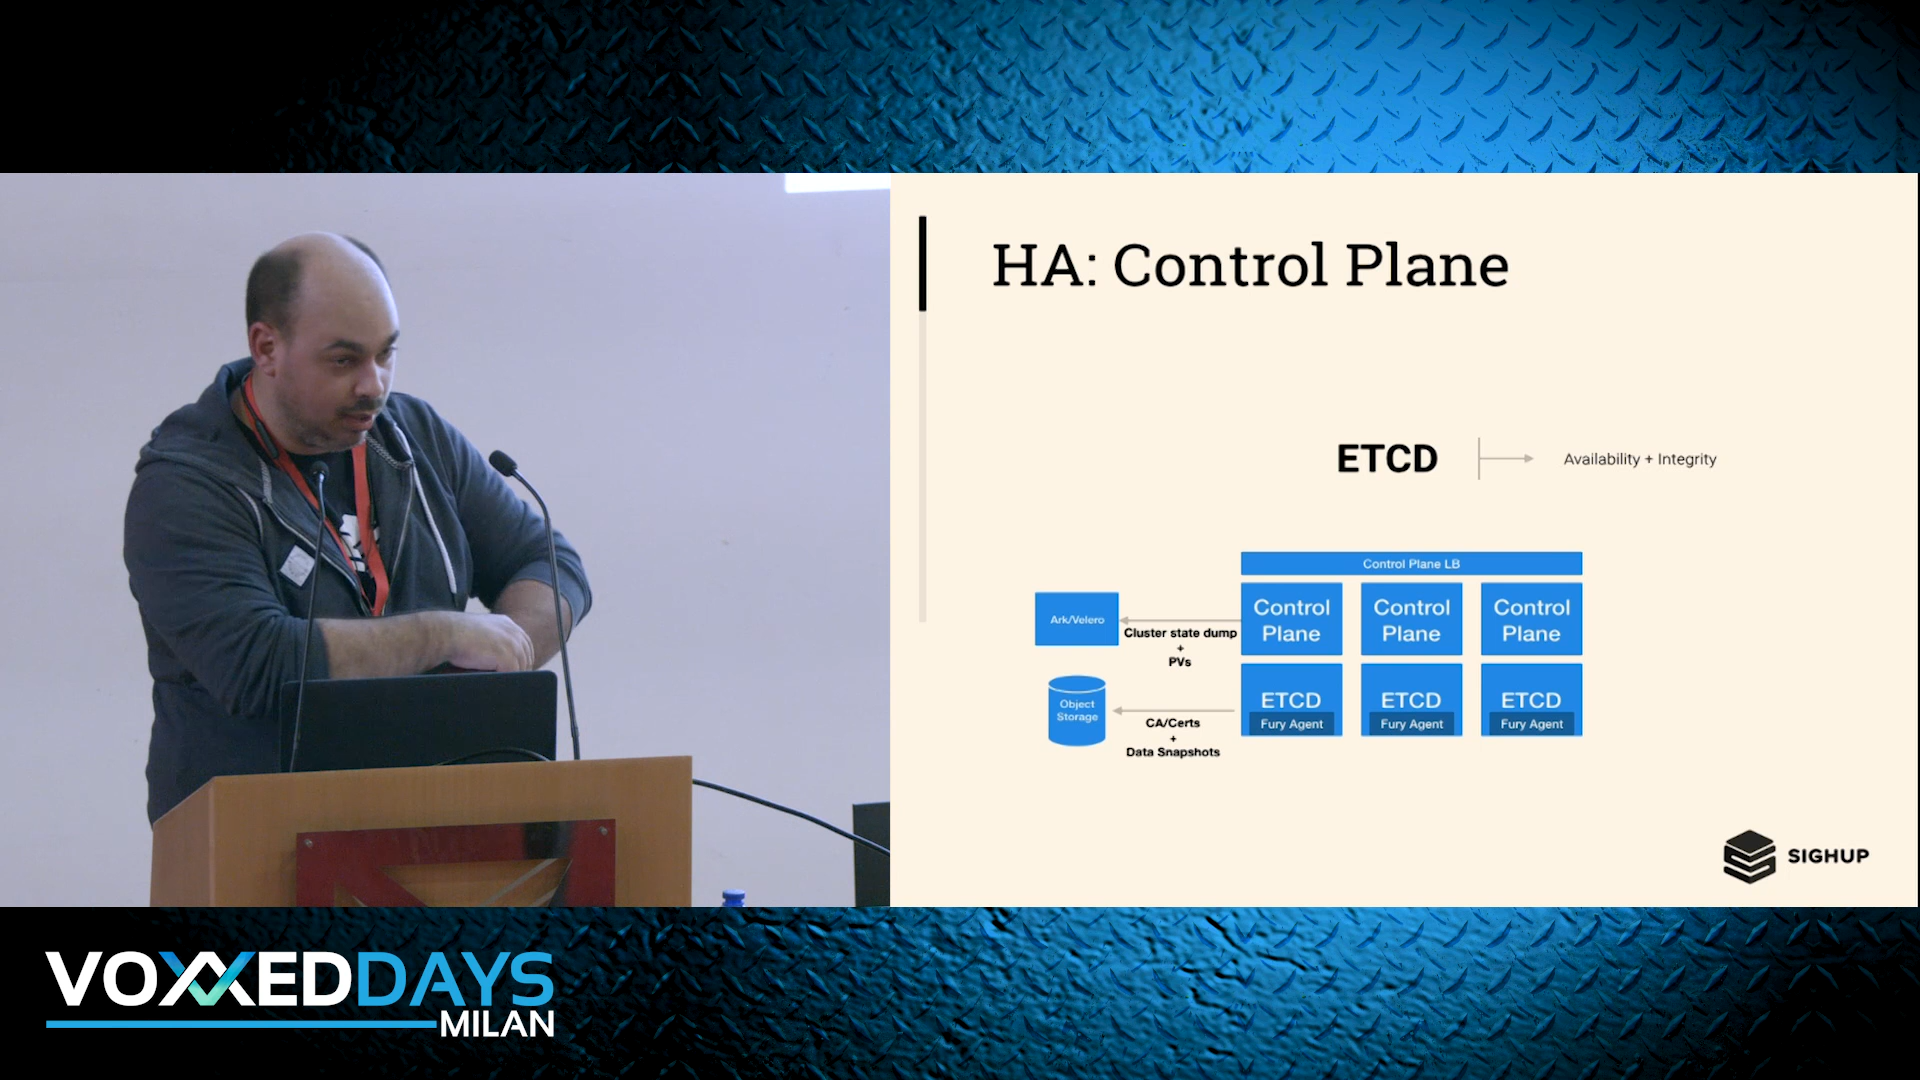 HA: Control Plane
ETCD
Availability + Integrity
Control Plane LB
Control
Plane
Control
Plane
Control
Plane
Ark/Velero
Cluster state dump
+
PVs
ETCD
Fury Agent
ETCD
Fury Agent
ETCD
Fury Agent
Object
Storage
CA/Certs
+
Data Snapshots
SIGHUP
VOXXEDDAYS
MILAN